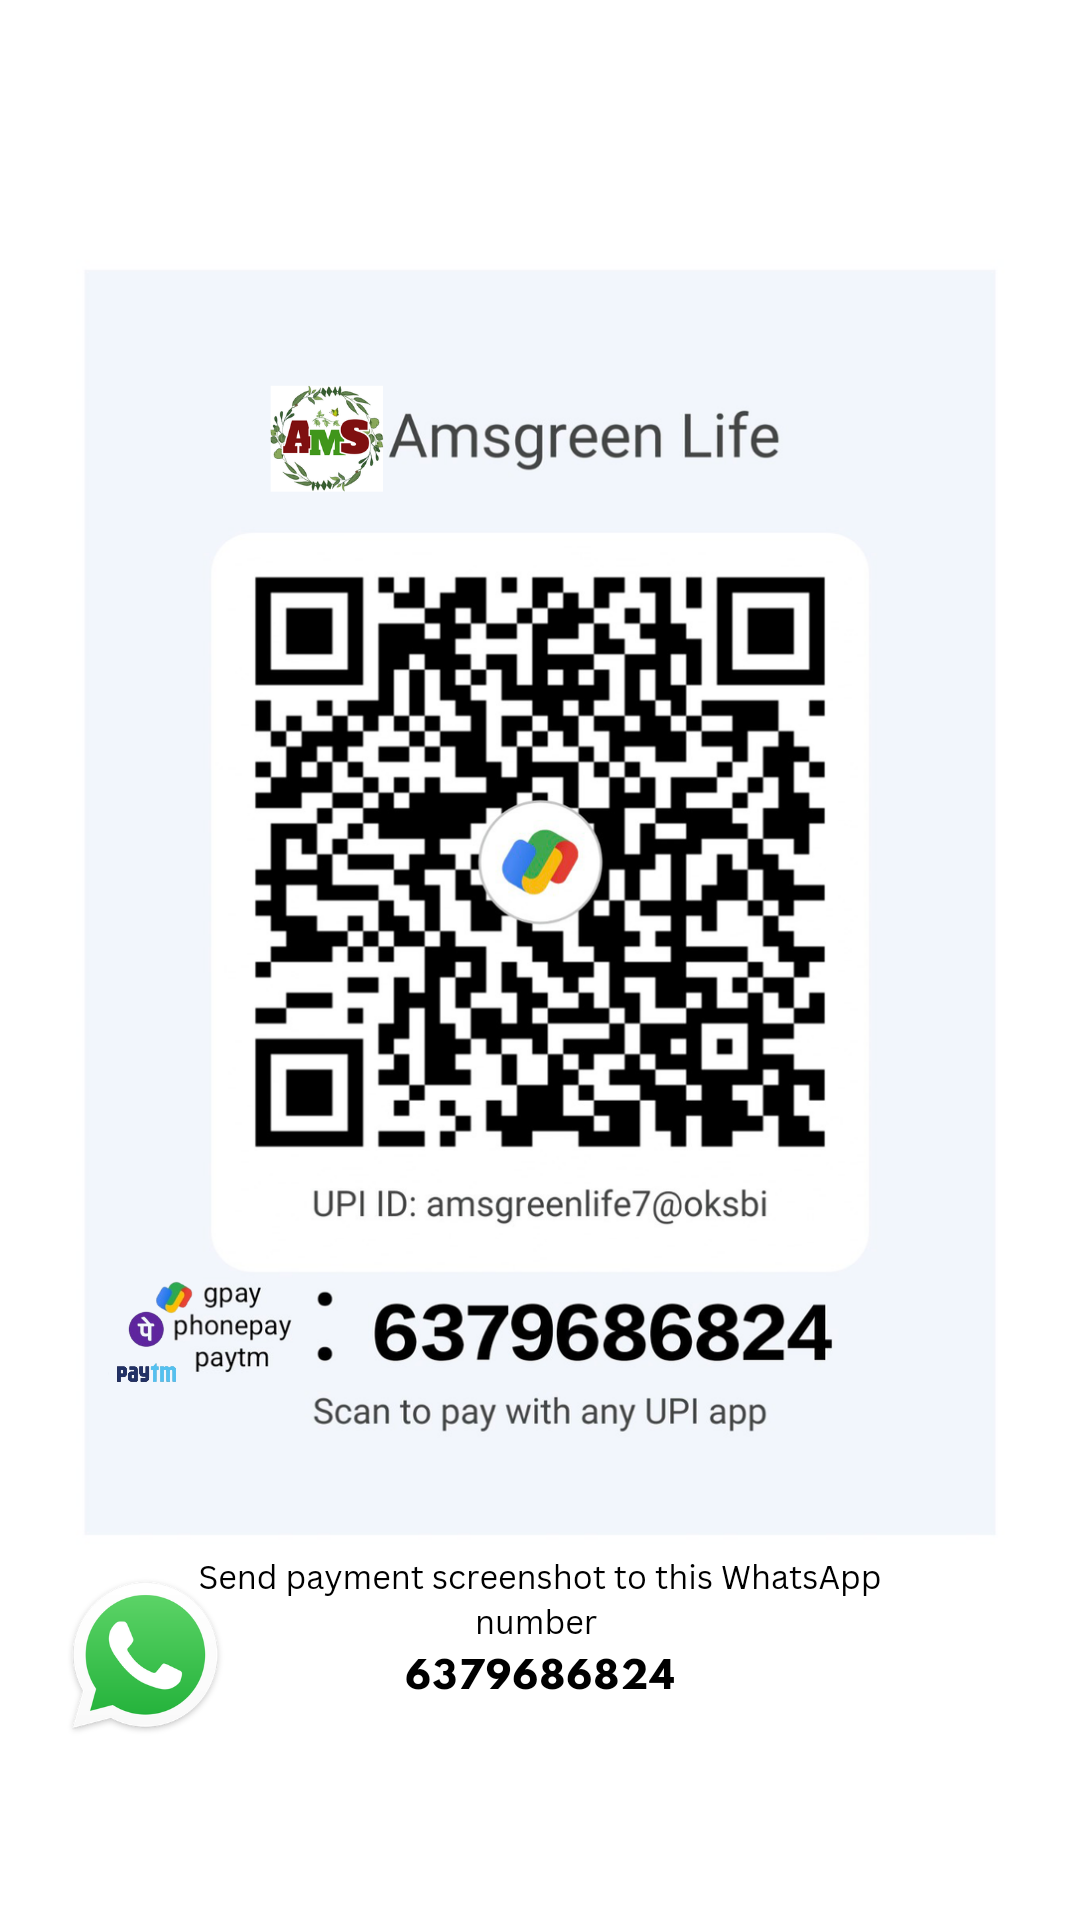 AMS
Amsgreen Life
UPI ID: amsgreenlife7@oksbi
gpay
पे phonepay
paytm
paytm
: 6379686824
Scan to pay with any UPI app
Send payment screenshot to this WhatsApp
number
6379686824